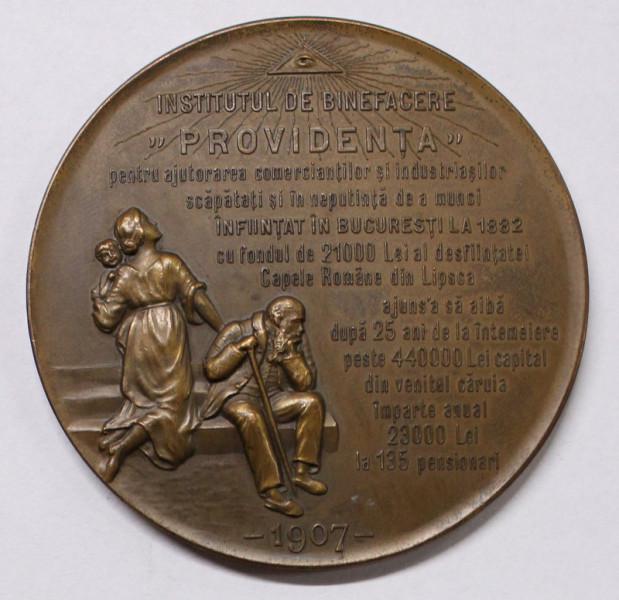 INSTITUTUL DE BINEFACERE
„PROVIDENȚA”
pentru ajutorarea comercianților și industriașilor
scăpătați și în neputință de a munci
ÎNFIINȚAT ÎN BUCUREȘTI LA 1882
cu fondul de 21000 Lei al desființatei
Capele Române din Lipsca
ajuns'a să aibă
după 25 ani de la întemeiere
peste 440000 Lei capital
din venitul căruia
împarte anual
23000 Lei
la 135 pensionari
-1907-